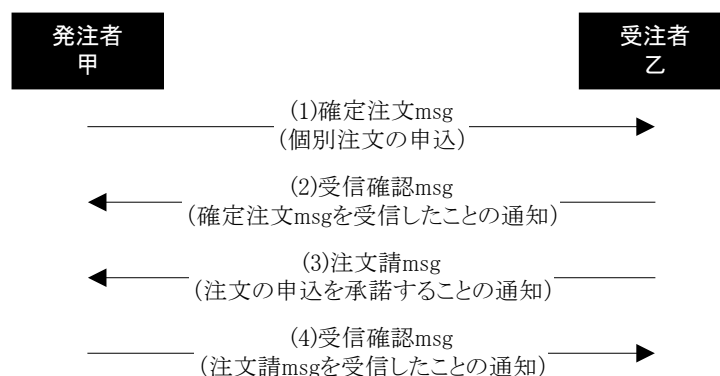 発注者
甲
受注者
乙
(1)確定注文msg
(個別注文の申込)
(2)受信確認msg
(確定注文msgを受信したことの通知)
(3)注文請msg
(注文の申込を承諾することの通知)
(4)受信確認msg
(注文請msgを受信したことの通知)